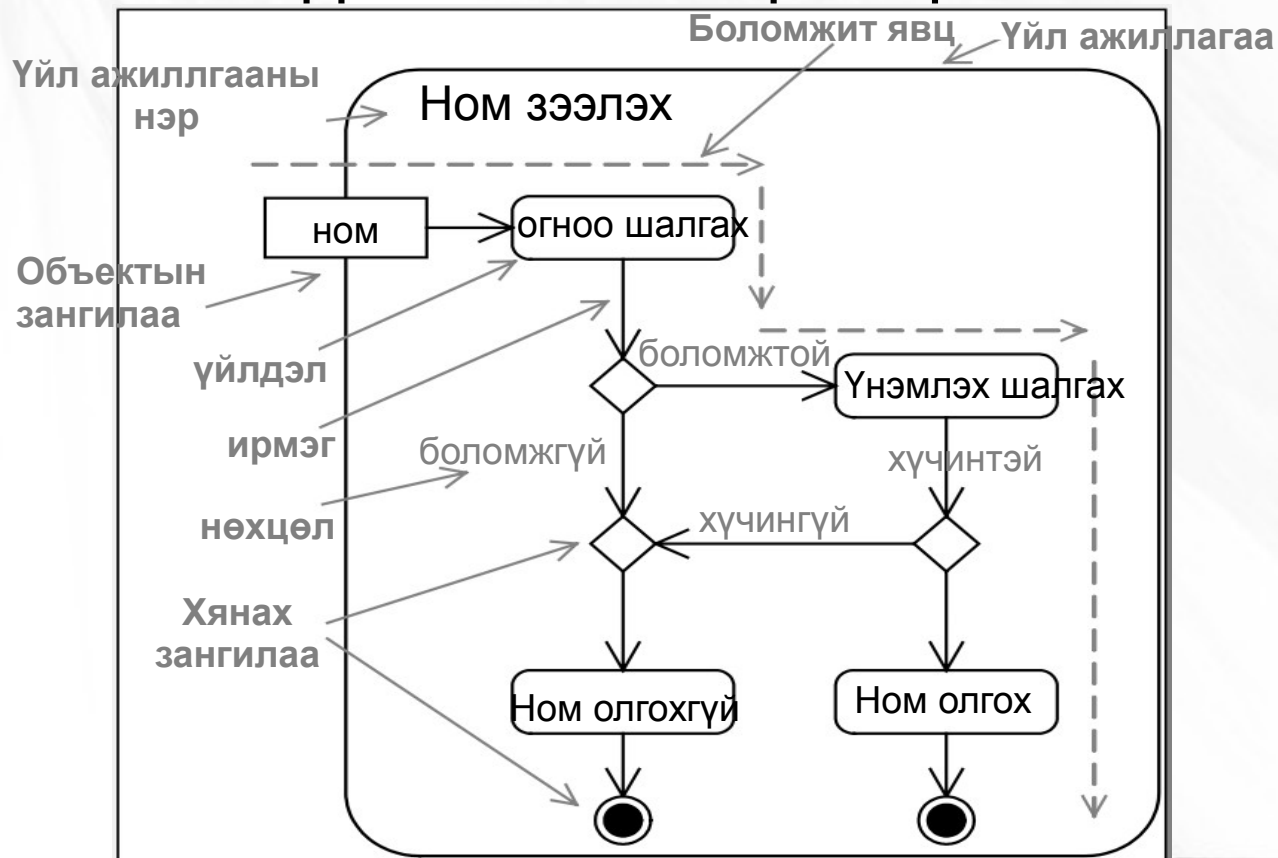 Боломжит явц
Үйл ажиллагаа
Үйл ажиллгааны
нэр
Ном зээлэх
ном
огноо шалгах
Объектын
зангилаа
үйлдэл
боломжтой
Үнэмлэх шалгах
ирмэг
боломжгүй
хүчинтэй
нөхцөл
хүчингүй
Хянах
зангилаа
Ном олгохгүй
Ном олгох